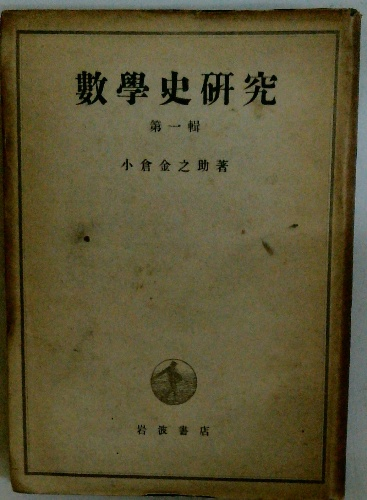 數學史研究
第一輯
小倉金之助著
岩波書店